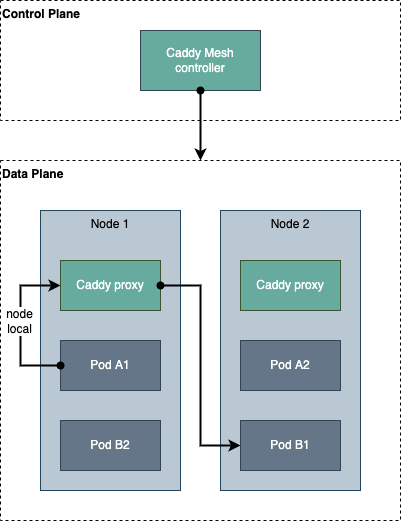 Control Plane
Caddy Mesh
controller
Data Plane
Node 1
Caddy proxy
node
local
Pod A1
Pod B2
Node 2
Caddy proxy
Pod A2
Pod B1